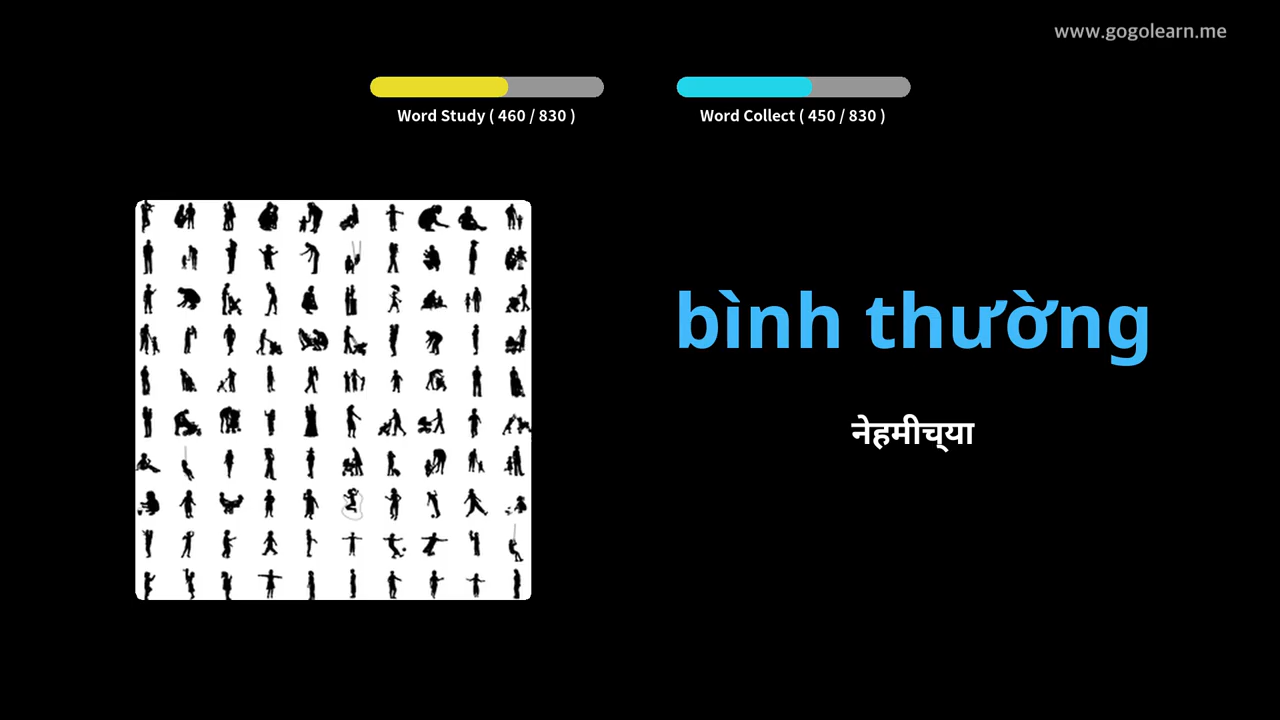 www.gogolearn.me
Word Study ( 460 / 830 )
Word Collect ( 450 / 830 )
bình thường
नेहमीच्या